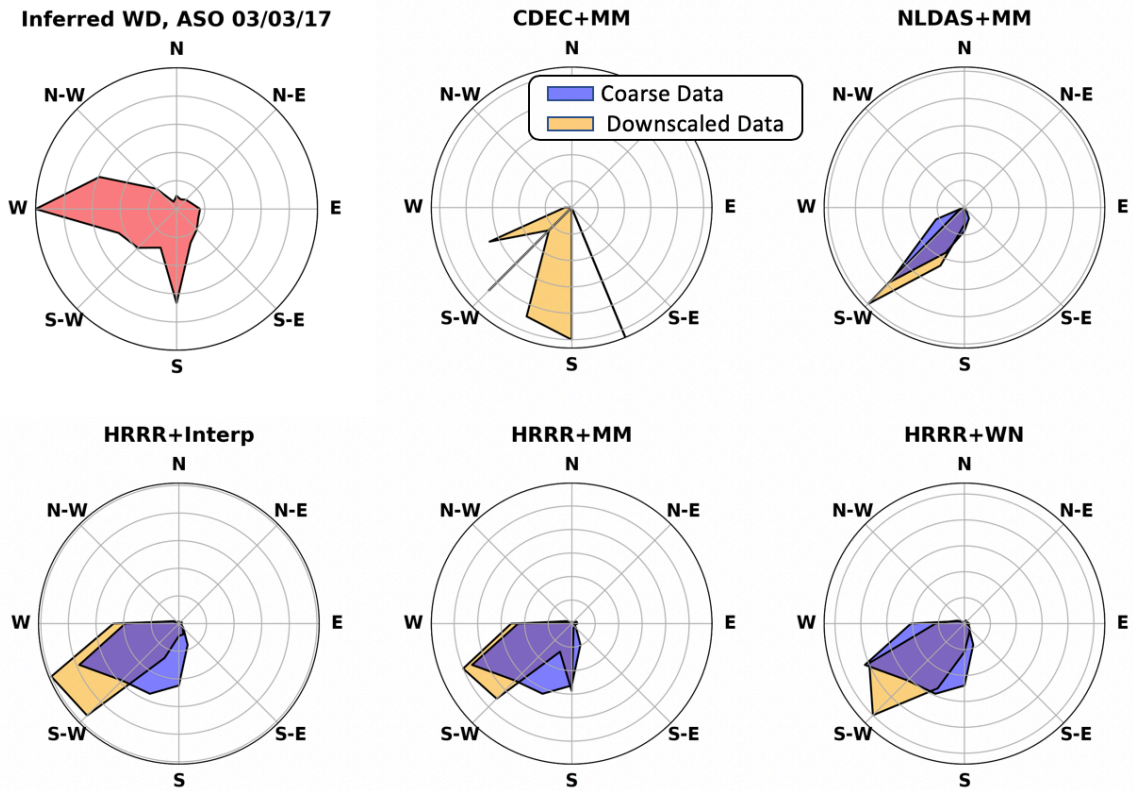 Inferred WD, ASO 03/03/17
N
N-W
N-E
W
E
S-W
S-E
S
CDEC+MM
N
N-W
Coarse Data
Downscaled Data
W
E
S-W
S-E
S
NLDAS+MM
N
N-W
N-E
W
E
S-W
S-E
S
HRRR+Interp
N
N-W
N-E
W
E
S-W
S-E
S
HRRR+MM
N
N-W
N-E
W
E
S-W
S-E
S
HRRR+WN
N
N-W
N-E
W
E
S-W
S-E
S